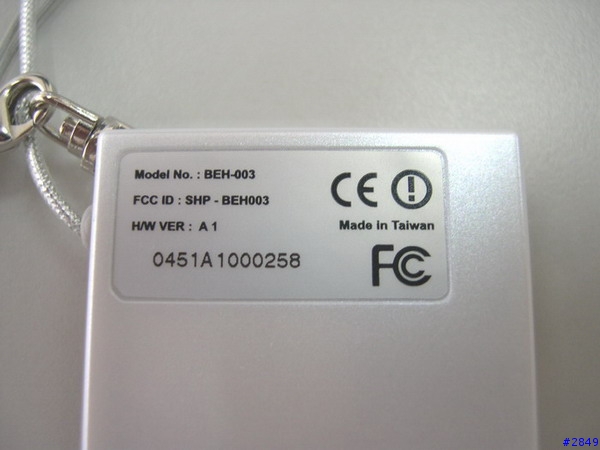 Model No. : BEH-003
FCC ID : SHP - BEH003
H/W VER : A 1
0451A1000258
CE
Made in Taiwan
FC
#2849